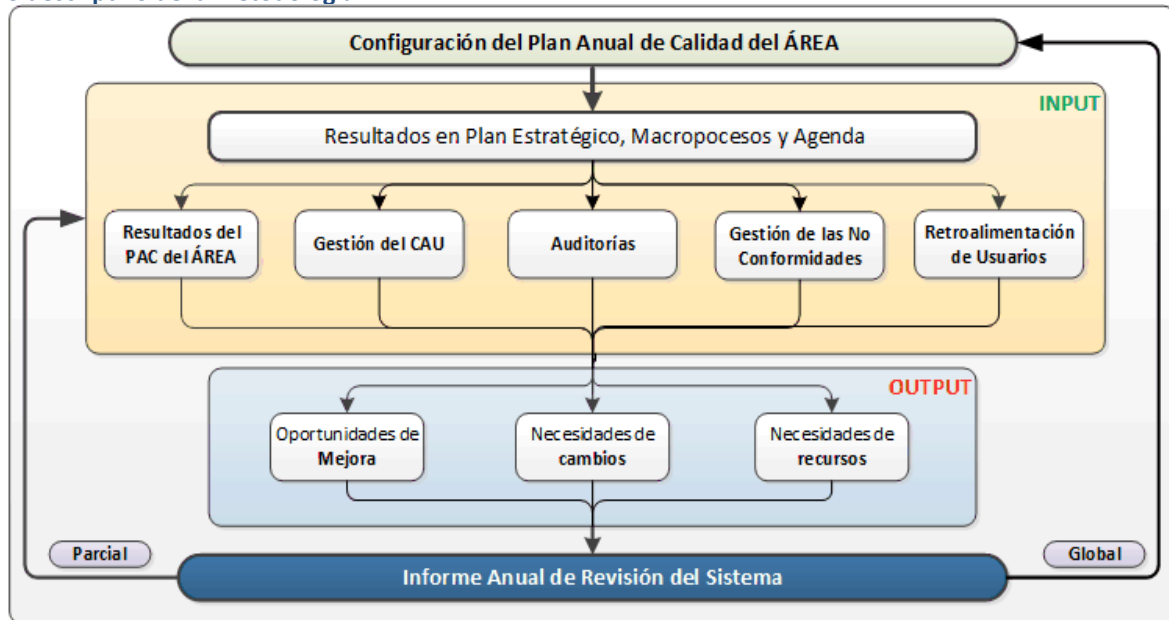 Configuración del Plan Anual de Calidad del ÁREA
INPUT
Resultados en Plan Estratégico, Macropocesos y Agenda
Resultados del
PAC del ÁREA
Gestión del CAU
Auditorías
Gestión de las No
Conformidades
Retroalimentación
de Usuarios
OUTPUT
Oportunidades de
Mejora
Necesidades de
cambios
Necesidades de
recursos
Parcial
Global
Informe Anual de Revisión del Sistema